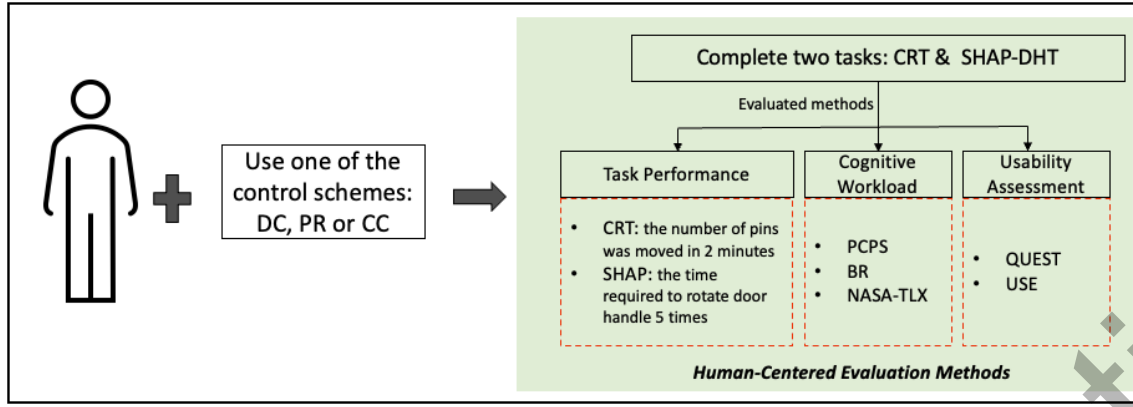 Complete two tasks: CRT & SHAP-DHT
Evaluated methods
Use one of the
control schemes:
DC, PR or CC
Task Performance
• CRT: the number of pins
was moved in 2 minutes
• SHAP: the time
required to rotate door
handle 5 times
Cognitive
Workload
• PCPS
• BR
• NASA-TLX
Usability
Assessment
• QUEST
• USE
Human-Centered Evaluation Methods